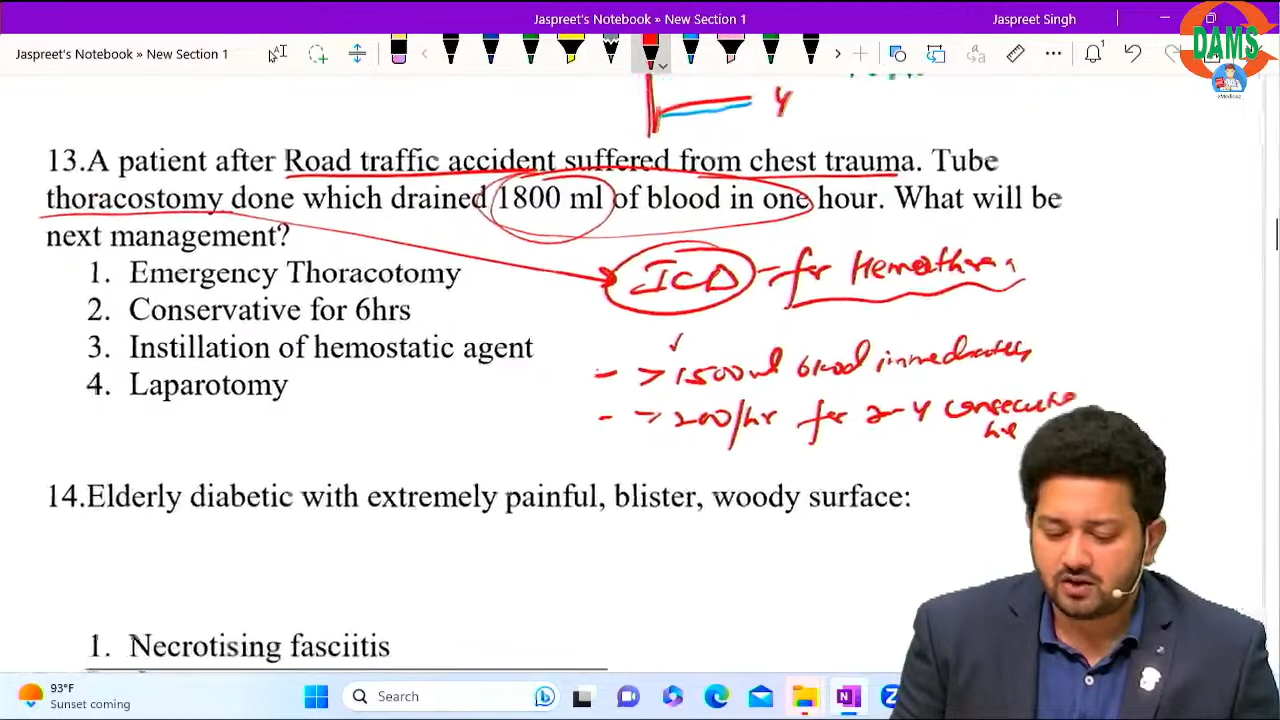 Jaspreet's Notebook » New Section 1
Jaspreet Singh
Jaspreet's Notebook » New Section 1
DAMS
eMedicoz
4
13.A patient after Road traffic accident suffered from chest trauma. Tube
thoracostomy done which drained 1800 ml of blood in one hour. What will be
next management?
1. Emergency Thoracotomy
ICD - for
2. Conservative for 6hrs
3. Instillation of hemostatic agent
- > 1500ml blood immediately
4. Laparotomy
- > 200/hr for 2-4 consecutive
hrs
14.Elderly diabetic with extremely painful, blister, woody surface:
1. Necrotising fasciitis
93°F
Sunset coming
Search